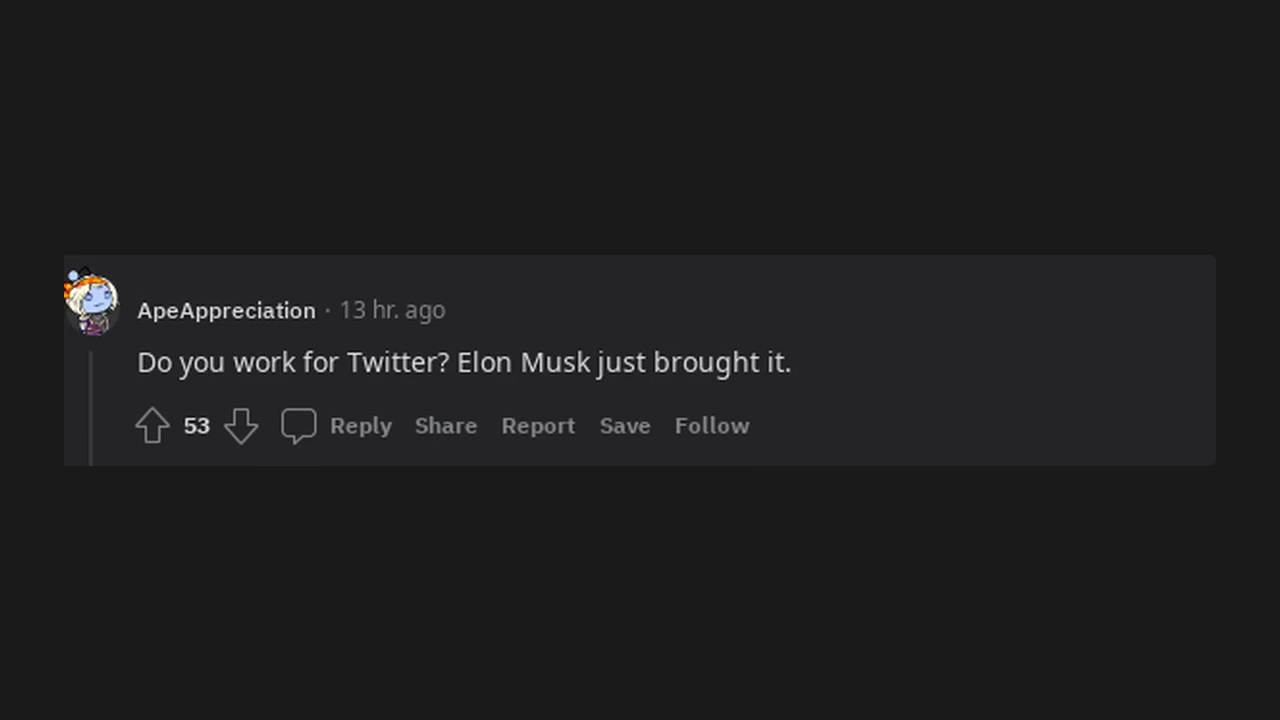 ApeAppreciation · 13 hr. ago
Do you work for Twitter? Elon Musk just brought it.
53 Reply Share Report Save Follow